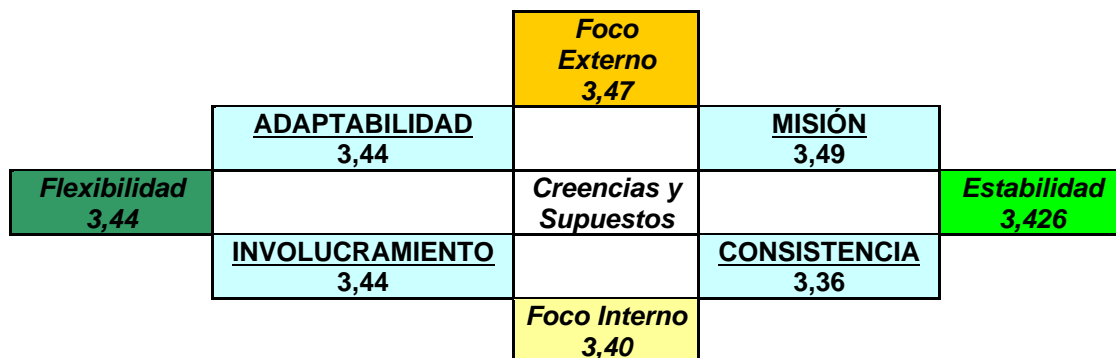 Foco
Externo
3,47
ADAPTABILIDAD
3,44
MISIÓN
3,49
Flexibilidad
3,44
Creencias y
Supuestos
Estabilidad
3,426
INVOLUCRAMIENTO
3,44
CONSISTENCIA
3,36
Foco Interno
3,40